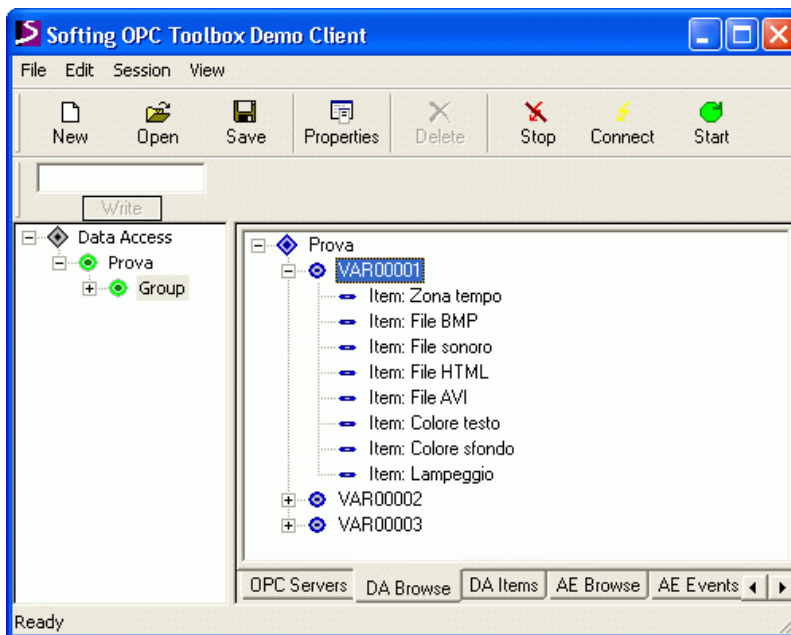 Softing OPC Toolbox Demo Client
File Edit Session View
New Open Save Properties Delete Stop Connect Start
Write
Data Access
Prova
Group
Prova
VAR00001
Item: Zona tempo
Item: File BMP
Item: File sonoro
Item: File HTML
Item: File AVI
Item: Colore testo
Item: Colore sfondo
Item: Lampeggio
VAR00002
VAR00003
OPC Servers DA Browse DA Items AE Browse AE Events
Ready